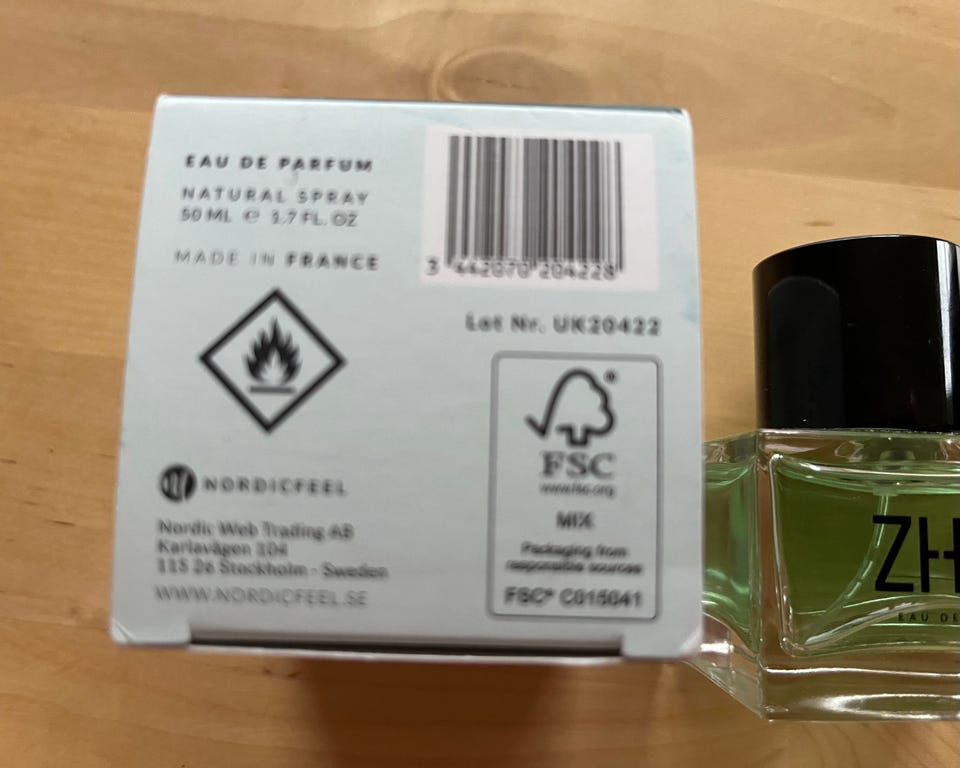 EAU DE PARFUM
NATURAL SPRAY
50 ML ℮ 1.7 FL. OZ
MADE IN FRANCE
3 442070 204228
Lot Nr. UK20422
FSC
www.fsc.org
MIX
Packaging from
responsible sources
FSC® C015041
NORDICFEEL
Nordic Web Trading AB
Karlavägen 104
115 26 Stockholm - Sweden
WWW.NORDICFEEL.SE
ZH
EAU DE